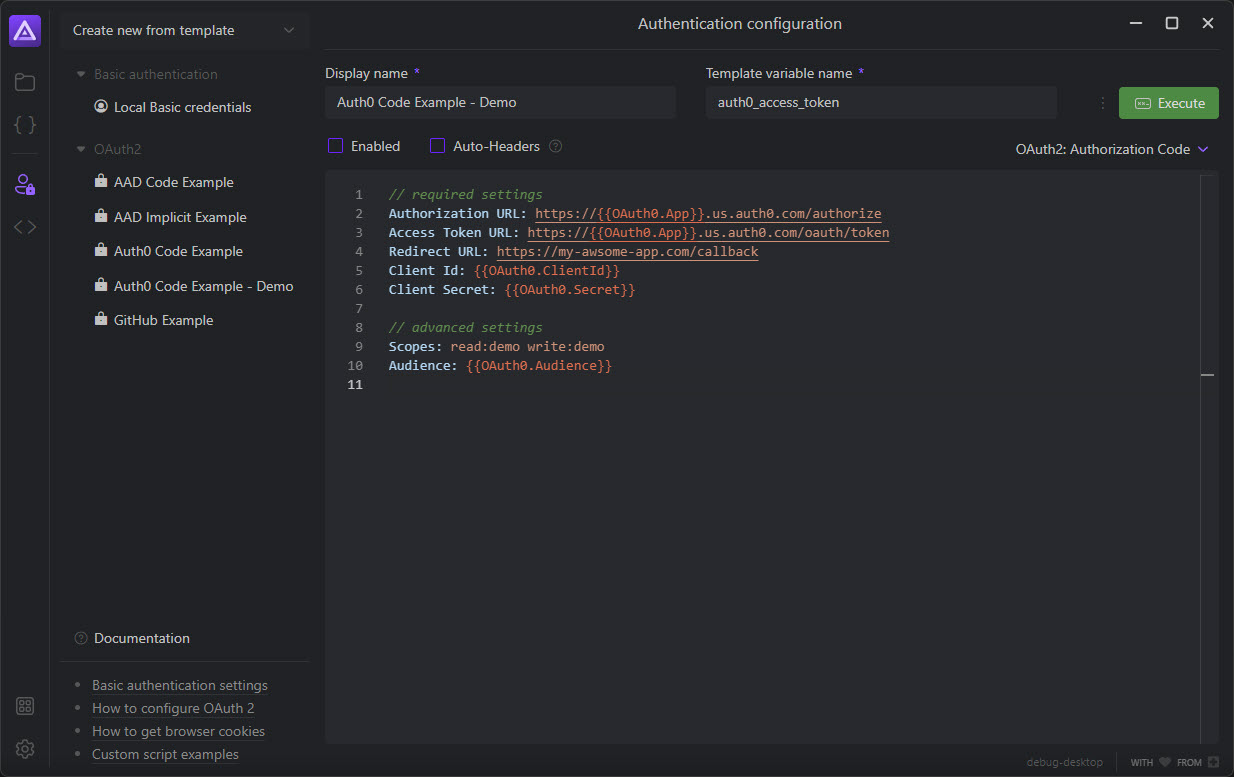 Create new from template
Authentication configuration
Basic authentication
Local Basic credentials
OAuth2
AAD Code Example
AAD Implicit Example
Auth0 Code Example
Auth0 Code Example - Demo
GitHub Example
Documentation
Basic authentication settings
How to configure OAuth 2
How to get browser cookies
Custom script examples
Display name *
Auth0 Code Example - Demo
Template variable name *
auth0_access_token
Execute
Enabled
Auto-Headers
OAuth2: Authorization Code
1 // required settings
2 Authorization URL: https://{{OAuth0.App}}.us.auth0.com/authorize
3 Access Token URL: https://{{OAuth0.App}}.us.auth0.com/oauth/token
4 Redirect URL: https://my-awsome-app.com/callback
5 Client Id: {{OAuth0.ClientId}}
6 Client Secret: {{OAuth0.Secret}}
7
8 // advanced settings
9 Scopes: read:demo write:demo
10 Audience: {{OAuth0.Audience}}
11
debug-desktop
WITH FROM